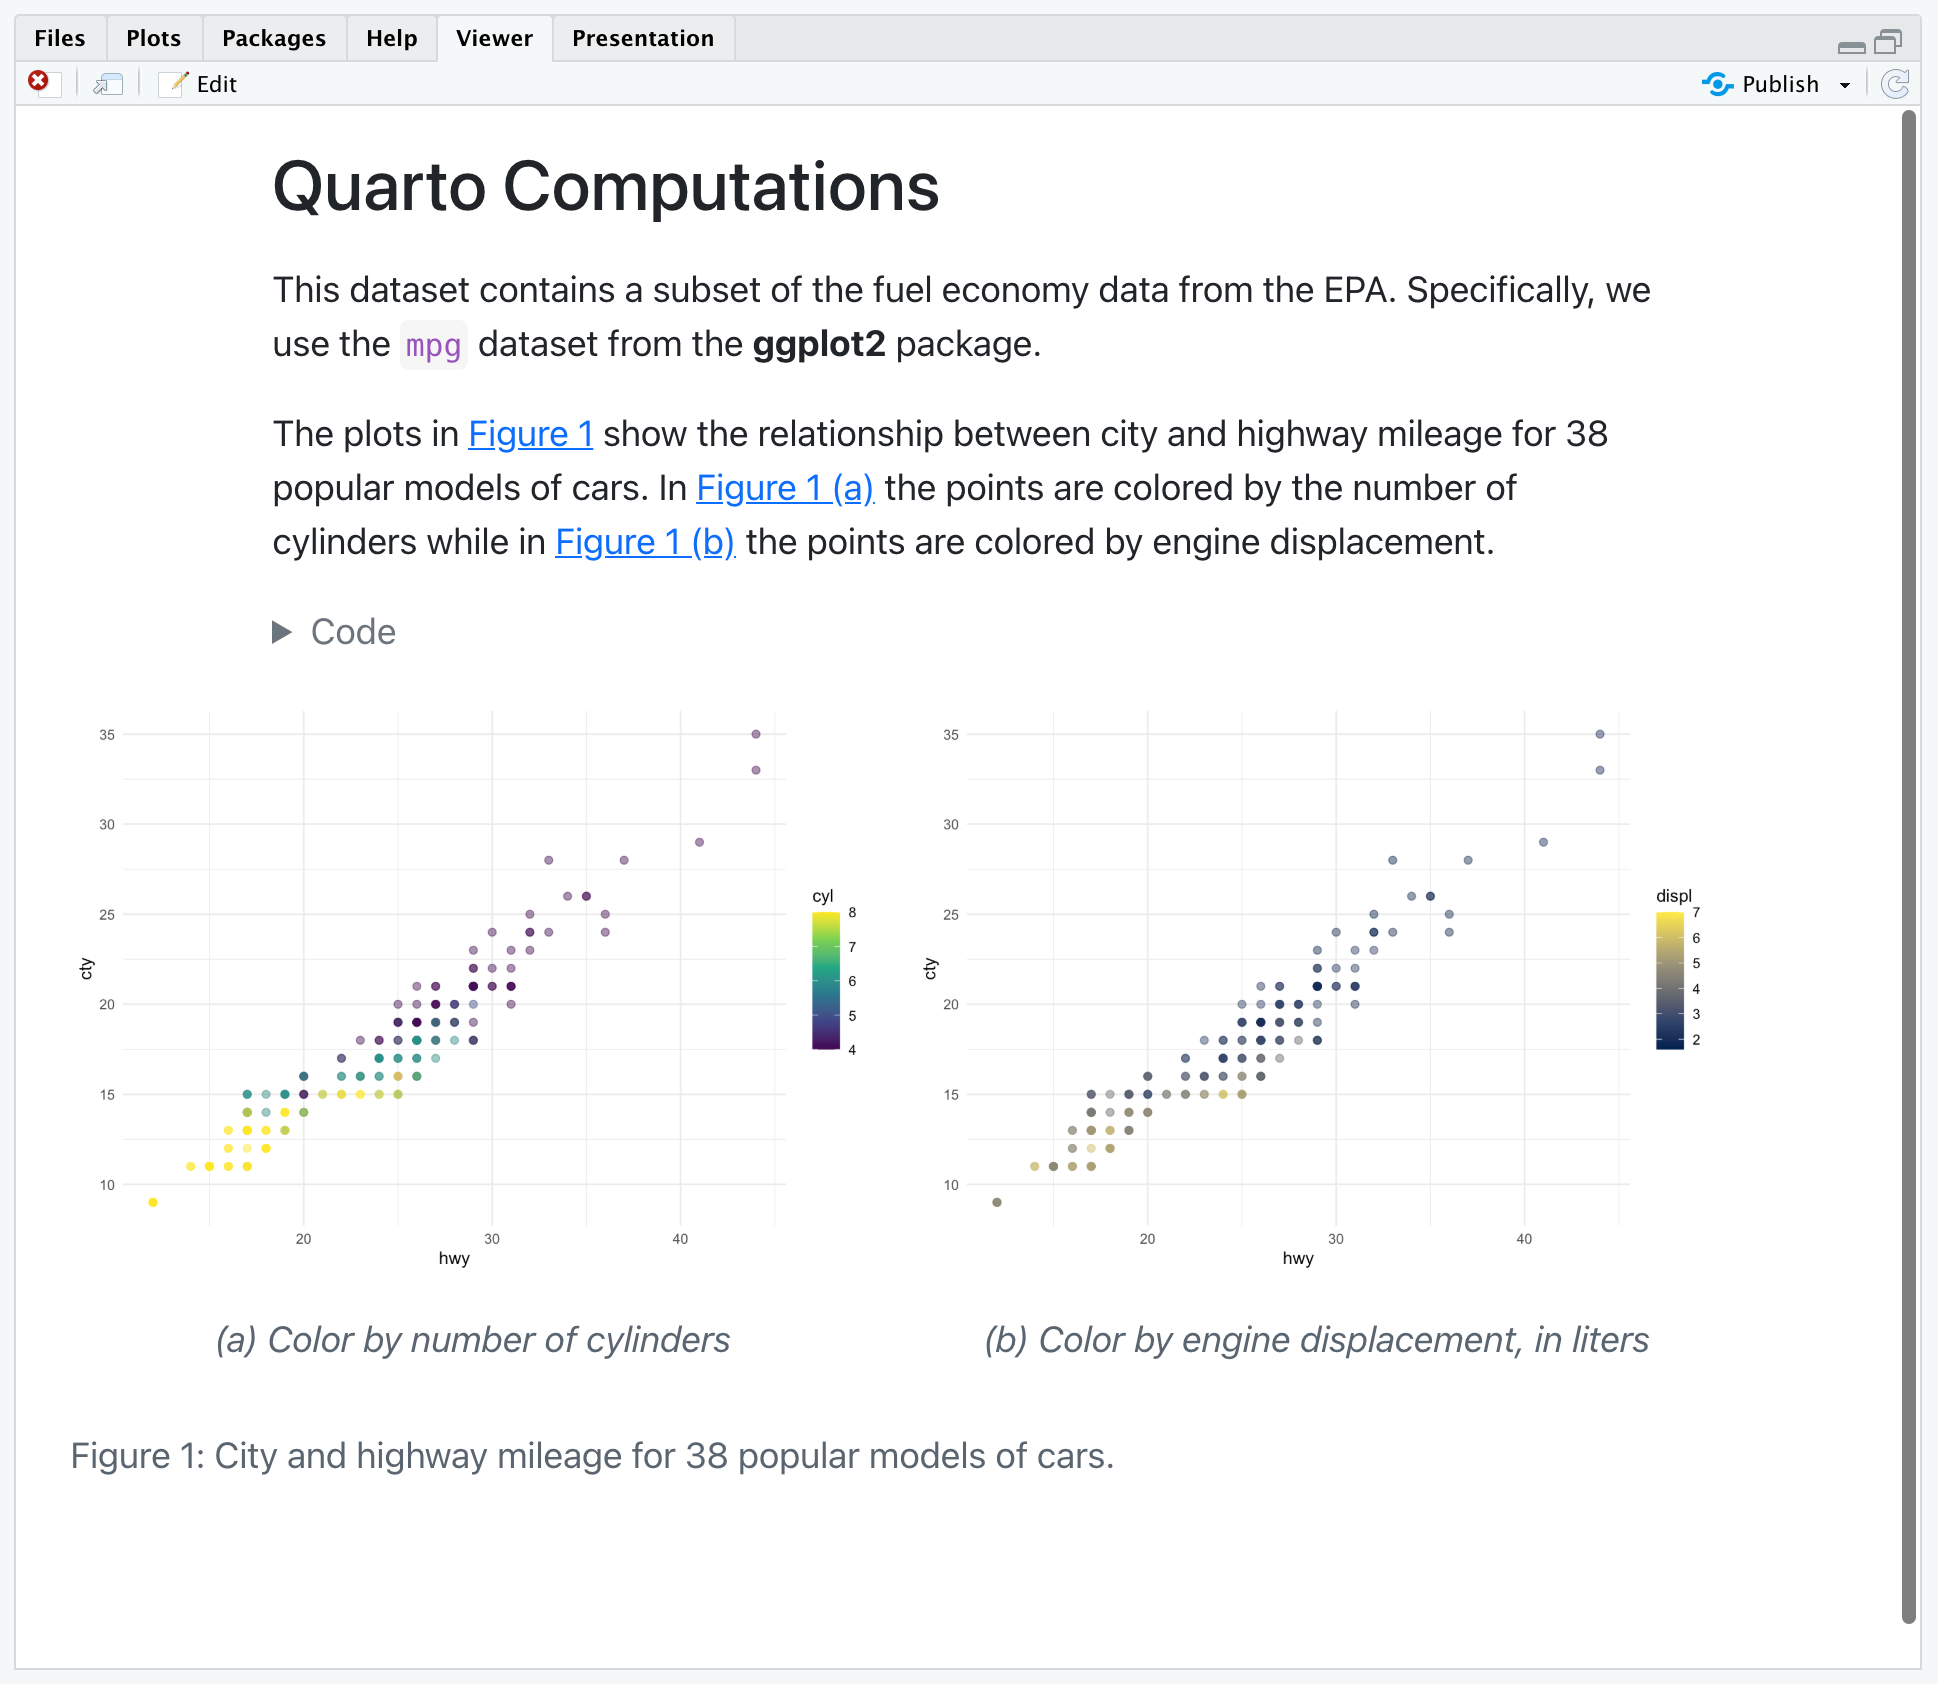 Files Plots Packages Help Viewer Presentation
Edit Publish
Quarto Computations
This dataset contains a subset of the fuel economy data from the EPA. Specifically, we
use the mpg dataset from the ggplot2 package.
The plots in Figure 1 show the relationship between city and highway mileage for 38
popular models of cars. In Figure 1 (a) the points are colored by the number of
cylinders while in Figure 1 (b) the points are colored by engine displacement.
Code
35
30
25
20
15
10
cty
20 30 40
hwy
cyl
8
7
6
5
4
35
30
25
20
15
10
cty
20 30 40
hwy
displ
7
6
5
4
3
2
(a) Color by number of cylinders
(b) Color by engine displacement, in liters
Figure 1: City and highway mileage for 38 popular models of cars.